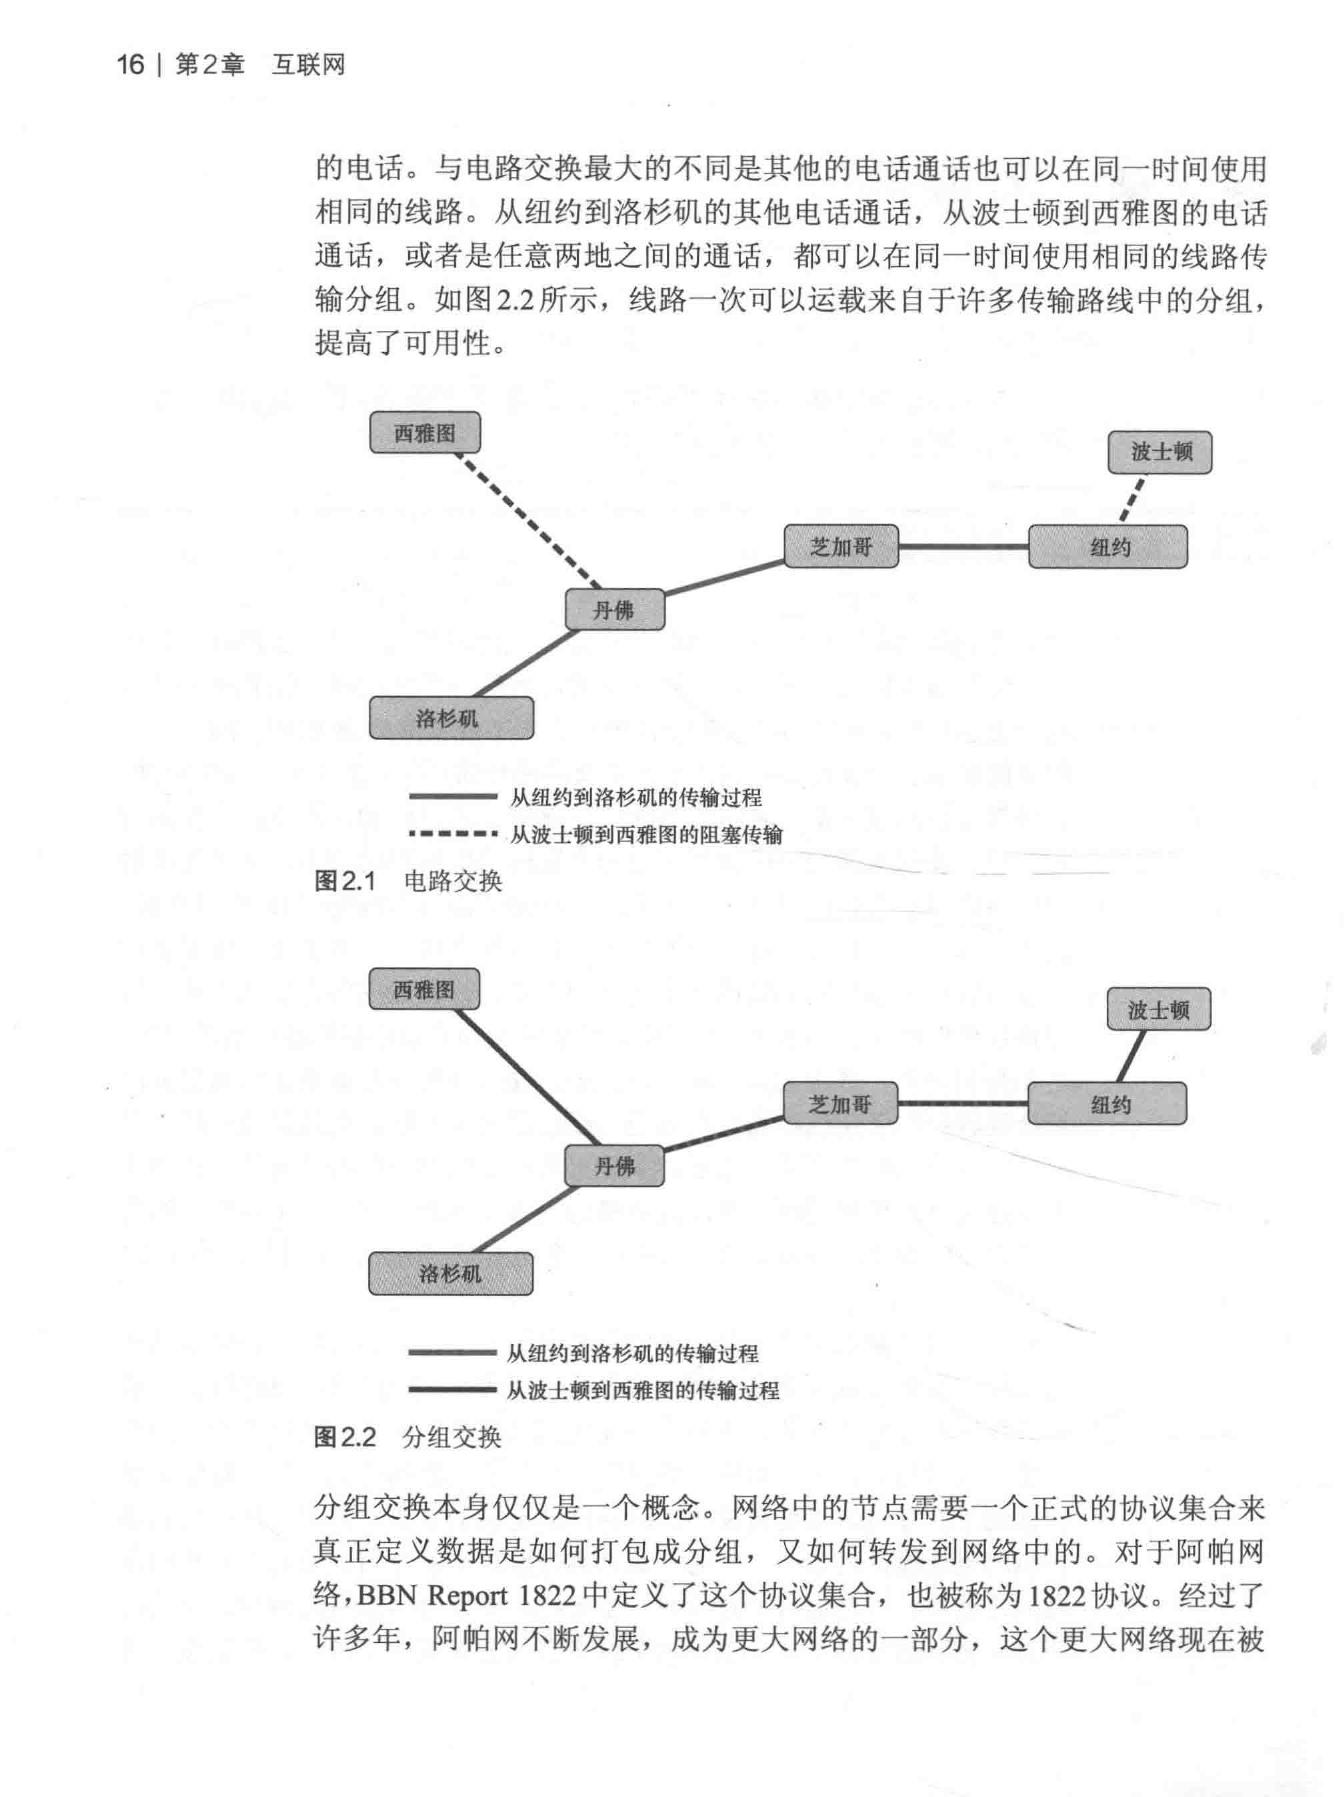 16 | 第2章 互联网
的电话。与电路交换最大的不同是其他的电话通话也可以在同一时间使用
相同的线路。从纽约到洛杉矶的其他电话通话，从波士顿到西雅图的电话
通话，或者是任意两地之间的通话，都可以在同一时间使用相同的线路传
输分组。如图2.2所示，线路一次可以运载来自于许多传输路线中的分组，
提高了可用性。
西雅图
波士顿
芝加哥
纽约
丹佛
洛杉矶
从纽约到洛杉矶的传输过程
从波士顿到西雅图的阻塞传输
图2.1 电路交换
西雅图
波士顿
芝加哥
纽约
丹佛
洛杉矶
从纽约到洛杉矶的传输过程
从波士顿到西雅图的传输过程
图2.2 分组交换
分组交换本身仅仅是一个概念。网络中的节点需要一个正式的协议集合来
真正定义数据是如何打包成分组，又如何转发到网络中的。对于阿帕网
络，BBN Report 1822中定义了这个协议集合，也被称为1822协议。经过了
许多年，阿帕网不断发展，成为更大网络的一部分，这个更大网络现在被